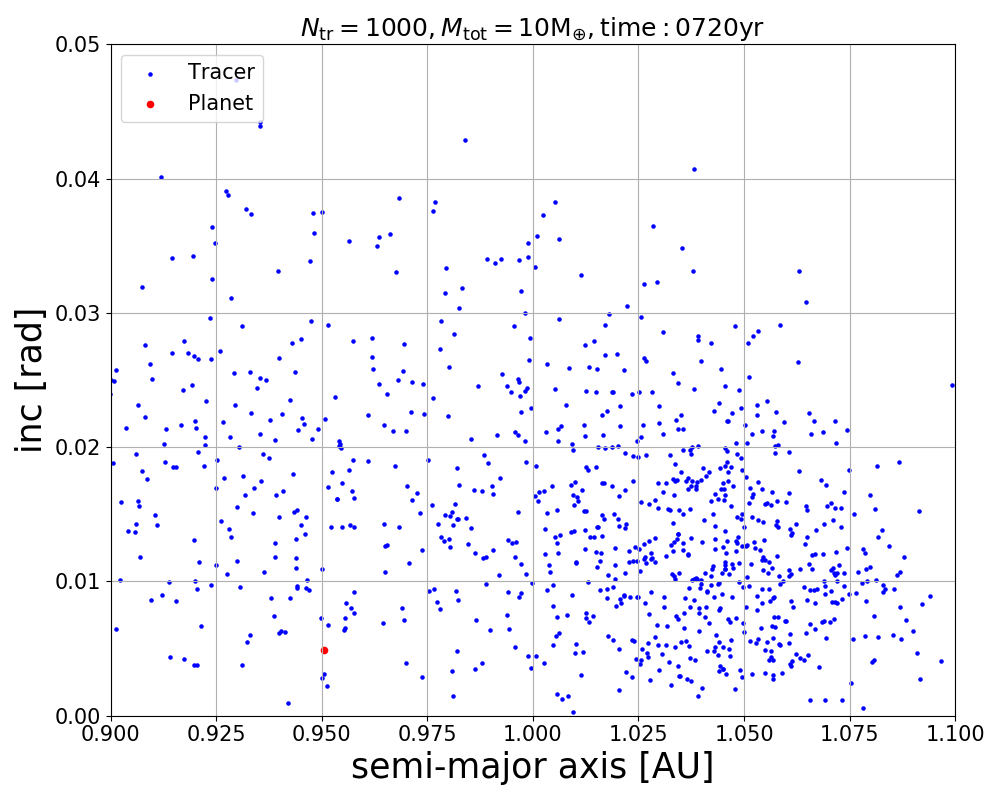 N_tr = 1000, M_tot = 10M_⊕, time : 0720yr
Tracer
Planet
0.05
0.04
0.03
0.02
0.01
0.00
inc [rad]
0.900 0.925 0.950 0.975 1.000 1.025 1.050 1.075 1.100
semi-major axis [AU]